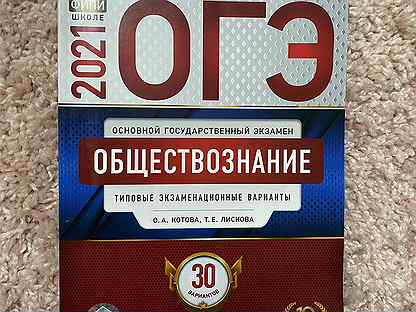 ФИПИ
ШКОЛЕ
2021
ОГЭ
ОСНОВНОЙ ГОСУДАРСТВЕННЫЙ ЭКЗАМЕН
ОБЩЕСТВОЗНАНИЕ
ТИПОВЫЕ ЭКЗАМЕНАЦИОННЫЕ ВАРИАНТЫ
О. А. КОТОВА, Т. Е. ЛИСКОВА
30
ВАРИАНТОВ